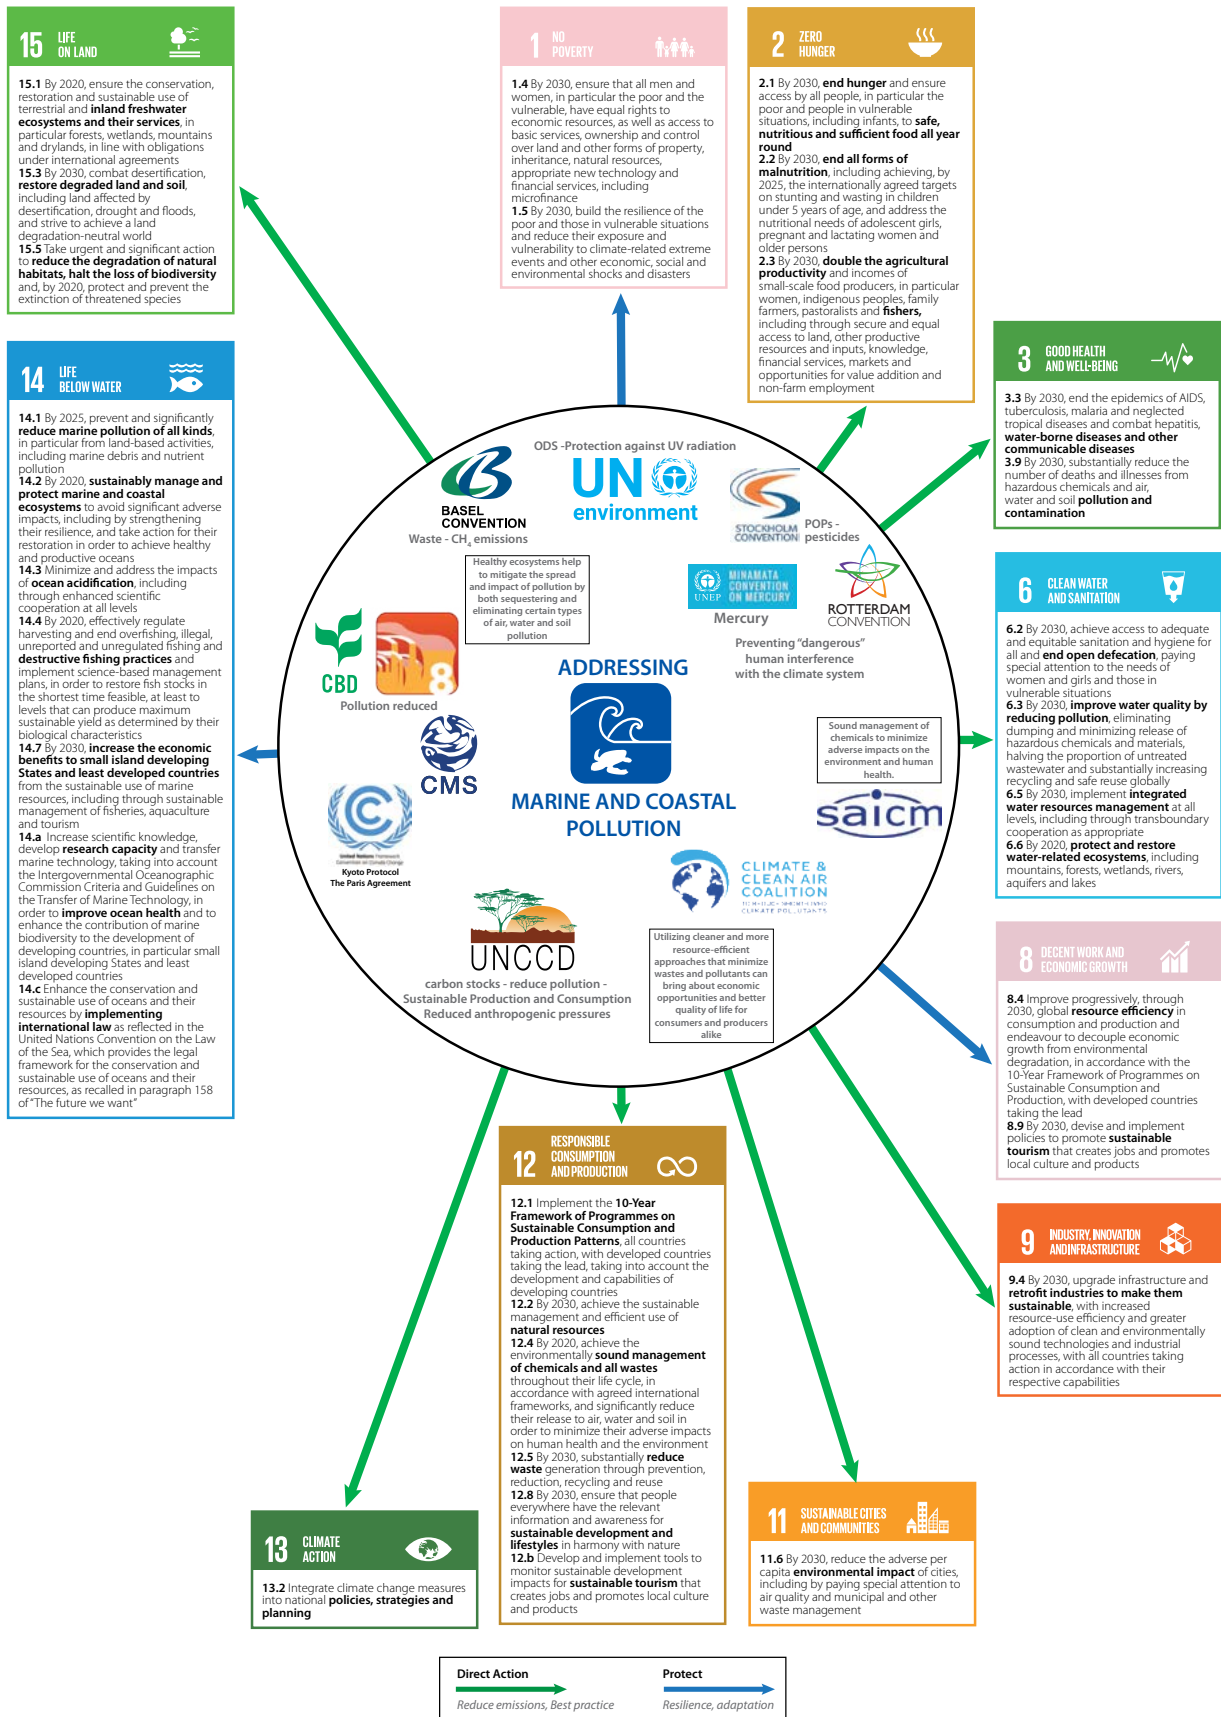 15 LIFE
ON LAND
15.1 By 2020, ensure the conservation,
restoration and sustainable use of
terrestrial and inland freshwater
ecosystems and their services, in
particular forests, wetlands, mountains
and drylands, in line with obligations
under international agreements
15.3 By 2030, combat desertification,
restore degraded land and soil,
including land affected by
desertification, drought and floods,
and strive to achieve a land
degradation-neutral world
15.5 Take urgent and significant action
to reduce the degradation of natural
habitats, halt the loss of biodiversity
and, by 2020, protect and prevent the
extinction of threatened species
1 NO
POVERTY
1.4 By 2030, ensure that all men and
women, in particular the poor and the
vulnerable, have equal rights to
economic resources, as well as access to
basic services, ownership and control
over land and other forms of property,
inheritance, natural resources,
appropriate new technology and
financial services, including
microfinance
1.5 By 2030, build the resilience of the
poor and those in vulnerable situations
and reduce their exposure and
vulnerability to climate-related extreme
events and other economic, social and
environmental shocks and disasters
2 ZERO
HUNGER
2.1 By 2030, end hunger and ensure
access by all people, in particular the
poor and people in vulnerable
situations, including infants, to safe,
nutritious and sufficient food all year
round
2.2 By 2030, end all forms of
malnutrition, including achieving, by
2025, the internationally agreed targets
on stunting and wasting in children
under 5 years of age, and address the
nutritional needs of adolescent girls,
pregnant and lactating women and
older persons
2.3 By 2030, double the agricultural
productivity and incomes of
small-scale food producers, in particular
women, indigenous peoples, family
farmers, pastoralists and fishers,
including through secure and equal
access to land, other productive
resources and inputs, knowledge,
financial services, markets and
opportunities for value addition and
non-farm employment
3 GOOD HEALTH
AND WELL-BEING
3.3 By 2030, end the epidemics of AIDS,
tuberculosis, malaria and neglected
tropical diseases and combat hepatitis,
water-borne diseases and other
communicable diseases
3.9 By 2030, substantially reduce the
number of deaths and illnesses from
hazardous chemicals and air,
water and soil pollution and
contamination
14 LIFE
BELOW WATER
14.1 By 2025, prevent and significantly
reduce marine pollution of all kinds,
in particular from land-based activities,
including marine debris and nutrient
pollution
14.2 By 2020, sustainably manage and
protect marine and coastal
ecosystems to avoid significant adverse
impacts, including by strengthening
their resilience, and take action for their
restoration in order to achieve healthy
and productive oceans
14.3 Minimize and address the impacts
of ocean acidification, including
through enhanced scientific
cooperation at all levels
14.4 By 2020, effectively regulate
harvesting and end overfishing, illegal,
unreported and unregulated fishing and
destructive fishing practices and
implement science-based management
plans, in order to restore fish stocks in
the shortest time feasible, at least to
levels that can produce maximum
sustainable yield as determined by their
biological characteristics
14.7 By 2030, increase the economic
benefits to small island developing
States and least developed countries
from the sustainable use of marine
resources, including through sustainable
management of fisheries, aquaculture
and tourism
14.a Increase scientific knowledge,
develop research capacity and transfer
marine technology, taking into account
the Intergovernmental Oceanographic
Commission Criteria and Guidelines on
the Transfer of Marine Technology, in
order to improve ocean health and to
enhance the contribution of marine
biodiversity to the development of
developing countries, in particular small
island developing States and least
developed countries
14.c Enhance the conservation and
sustainable use of oceans and their
resources by implementing
international law as reflected in the
United Nations Convention on the Law
of the Sea, which provides the legal
framework for the conservation and
sustainable use of oceans and their
resources, as recalled in paragraph 158
of "The future we want"
ODS -Protection against UV radiation
UN
environment
BASEL
CONVENTION
Waste - CH4 emissions
STOCKHOLM
CONVENTION
POPs -
pesticides
Healthy ecosystems help
to mitigate the spread
and impact of pollution by
both sequestering and
eliminating certain types
of air, water and soil
pollution
UNEP
MINAMATA
CONVENTION
ON MERCURY
Mercury
ROTTERDAM
CONVENTION
Preventing "dangerous"
human interference
with the climate system
CBD
8
Pollution reduced
ADDRESSING
MARINE AND COASTAL
POLLUTION
CMS
Sound management of
chemicals to minimize
adverse impacts on the
environment and human
health.
saicm
United Nations Framework
Convention on Climate Change
Kyoto Protocol
The Paris Agreement
CLIMATE &
CLEAN AIR
COALITION
TO REDUCE SHORT-LIVED
CLIMATE POLLUTANTS
UNCCD
carbon stocks - reduce pollution -
Sustainable Production and Consumption
Reduced anthropogenic pressures
Utilizing cleaner and more
resource-efficient
approaches that minimize
wastes and pollutants can
bring about economic
opportunities and better
quality of life for
consumers and producers
alike
6 CLEAN WATER
AND SANITATION
6.2 By 2030, achieve access to adequate
and equitable sanitation and hygiene for
all and end open defecation, paying
special attention to the needs of
women and girls and those in
vulnerable situations
6.3 By 2030, improve water quality by
reducing pollution, eliminating
dumping and minimizing release of
hazardous chemicals and materials,
halving the proportion of untreated
wastewater and substantially increasing
recycling and safe reuse globally
6.5 By 2030, implement integrated
water resources management at all
levels, including through transboundary
cooperation as appropriate
6.6 By 2020, protect and restore
water-related ecosystems, including
mountains, forests, wetlands, rivers,
aquifers and lakes
8 DECENT WORK AND
ECONOMIC GROWTH
8.4 Improve progressively, through
2030, global resource efficiency in
consumption and production and
endeavour to decouple economic
growth from environmental
degradation, in accordance with the
10-Year Framework of Programmes on
Sustainable Consumption and
Production, with developed countries
taking the lead
8.9 By 2030, devise and implement
policies to promote sustainable
tourism that creates jobs and promotes
local culture and products
9 INDUSTRY, INNOVATION
AND INFRASTRUCTURE
9.4 By 2030, upgrade infrastructure and
retrofit industries to make them
sustainable, with increased
resource-use efficiency and greater
adoption of clean and environmentally
sound technologies and industrial
processes, with all countries taking
action in accordance with their
respective capabilities
12 RESPONSIBLE
CONSUMPTION
AND PRODUCTION
12.1 Implement the 10-Year
Framework of Programmes on
Sustainable Consumption and
Production Patterns, all countries
taking action, with developed countries
taking the lead, taking into account the
development and capabilities of
developing countries
12.2 By 2030, achieve the sustainable
management and efficient use of
natural resources
12.4 By 2020, achieve the
environmentally sound management
of chemicals and all wastes
throughout their life cycle, in
accordance with agreed international
frameworks, and significantly reduce
their release to air, water and soil in
order to minimize their adverse impacts
on human health and the environment
12.5 By 2030, substantially reduce
waste generation through prevention,
reduction, recycling and reuse
12.8 By 2030, ensure that people
everywhere have the relevant
information and awareness for
sustainable development and
lifestyles in harmony with nature
12.b Develop and implement tools to
monitor sustainable development
impacts for sustainable tourism that
creates jobs and promotes local culture
and products
13 CLIMATE
ACTION
13.2 Integrate climate change measures
into national policies, strategies and
planning
11 SUSTAINABLE CITIES
AND COMMUNITIES
11.6 By 2030, reduce the adverse per
capita environmental impact of cities,
including by paying special attention to
air quality and municipal and other
waste management
Direct Action
Reduce emissions, Best practice
Protect
Resilience, adaptation